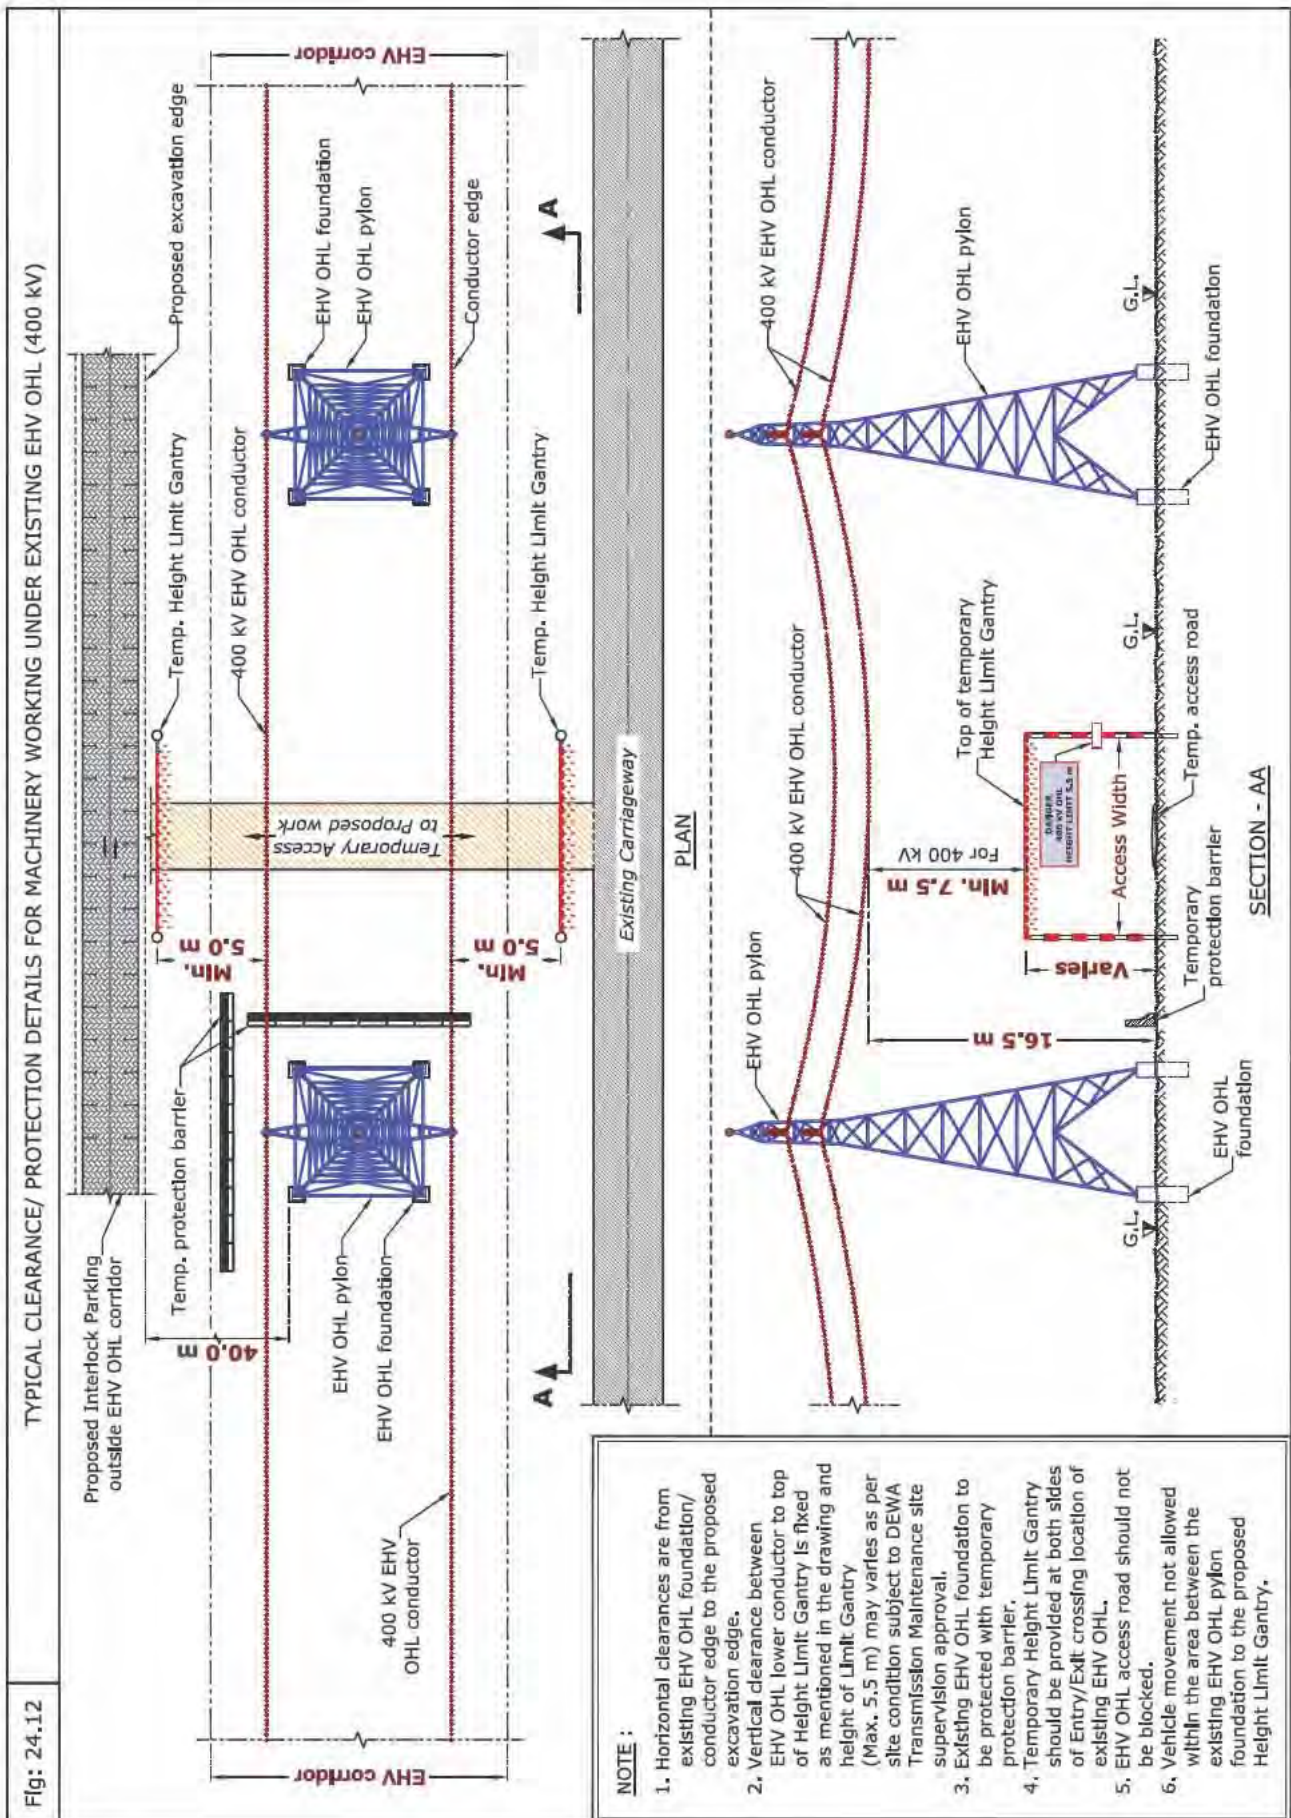 Fig: 24.12
TYPICAL CLEARANCE/ PROTECTION DETAILS FOR MACHINERY WORKING UNDER EXISTING EHV OHL (400 kV)
Proposed Interlock Parking
outside EHV OHL corridor
Proposed excavation edge
EHV corridor
EHV corridor
40.0 m
Temp. protection barrier
Min.
5.0 m
Min.
5.0 m
Temp. Height Limit Gantry
400 kV EHV OHL conductor
EHV OHL foundation
EHV OHL pylon
Conductor edge
Temporary Access
to Proposed work
Temp. Height Limit Gantry
EHV OHL pylon
EHV OHL foundation
400 kV EHV
OHL conductor
A
A
Existing Carriageway
PLAN
EHV OHL pylon
400 kV EHV OHL conductor
400 kV EHV OHL conductor
EHV OHL pylon
16.5 m
Min. 7.5 m
For 400 kV
Top of temporary
Height Limit Gantry
DANGER
400 KV OHL
HEIGHT LIMIT 5.5 m
Varies
Access Width
G.L.
G.L.
G.L.
EHV OHL
foundation
Temporary
protection barrier
Temp. access road
EHV OHL foundation
SECTION - AA
NOTE :
1. Horizontal clearances are from
existing EHV OHL foundation/
conductor edge to the proposed
excavation edge.
2. Vertical clearance between
EHV OHL lower conductor to top
of Height Limit Gantry is fixed
as mentioned in the drawing and
height of Limit Gantry
(Max. 5.5 m) may varies as per
site condition subject to DEWA
Transmission Maintenance site
supervision approval.
3. Existing EHV OHL foundation to
be protected with temporary
protection barrier.
4. Temporary Height Limit Gantry
should be provided at both sides
of Entry/Exit crossing location of
existing EHV OHL.
5. EHV OHL access road should not
be blocked.
6. Vehicle movement not allowed
within the area between the
existing EHV OHL pylon
foundation to the proposed
Height Limit Gantry.